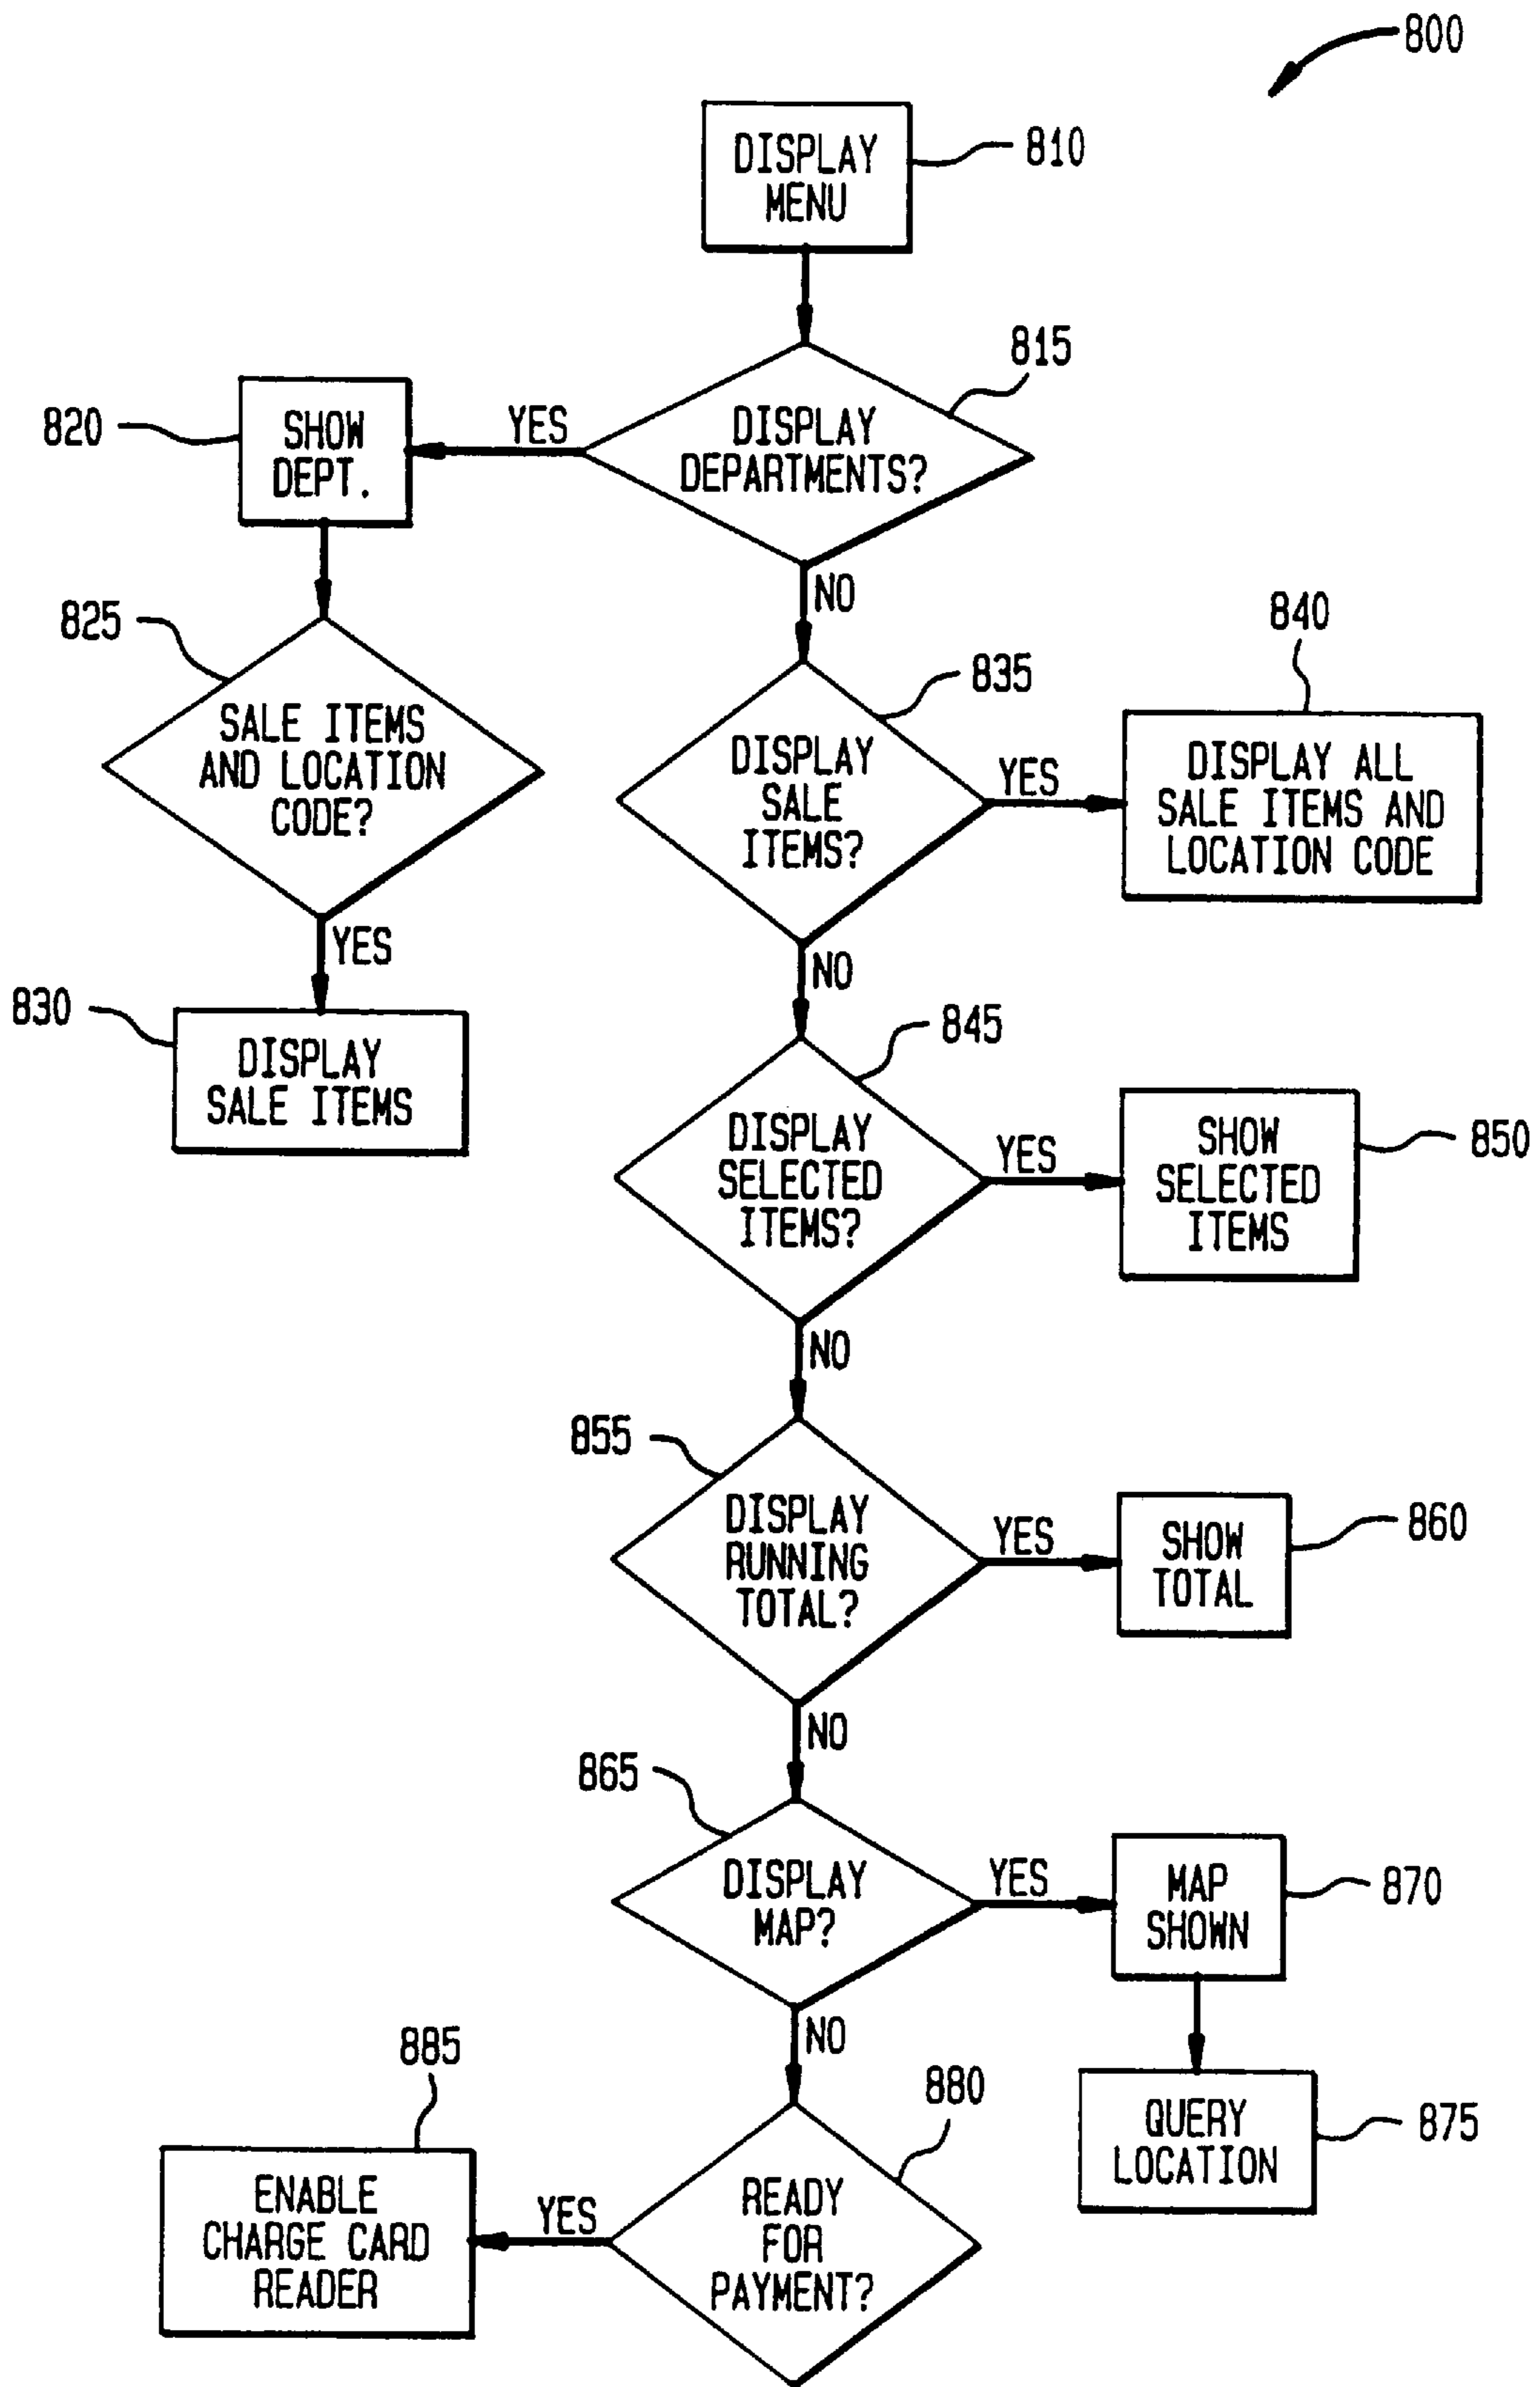 800
DISPLAY
MENU
810
815
DISPLAY
DEPARTMENTS?
YES
820
SHOW
DEPT.
NO
825
SALE ITEMS
AND LOCATION
CODE?
YES
830
DISPLAY
SALE ITEMS
835
DISPLAY
SALE
ITEMS?
YES
840
DISPLAY ALL
SALE ITEMS AND
LOCATION CODE
NO
845
DISPLAY
SELECTED
ITEMS?
YES
SHOW
SELECTED
ITEMS
850
NO
855
DISPLAY
RUNNING
TOTAL?
YES
SHOW
TOTAL
860
NO
865
DISPLAY
MAP?
YES
MAP
SHOWN
870
QUERY
LOCATION
875
NO
880
READY
FOR
PAYMENT?
YES
885
ENABLE
CHARGE CARD
READER